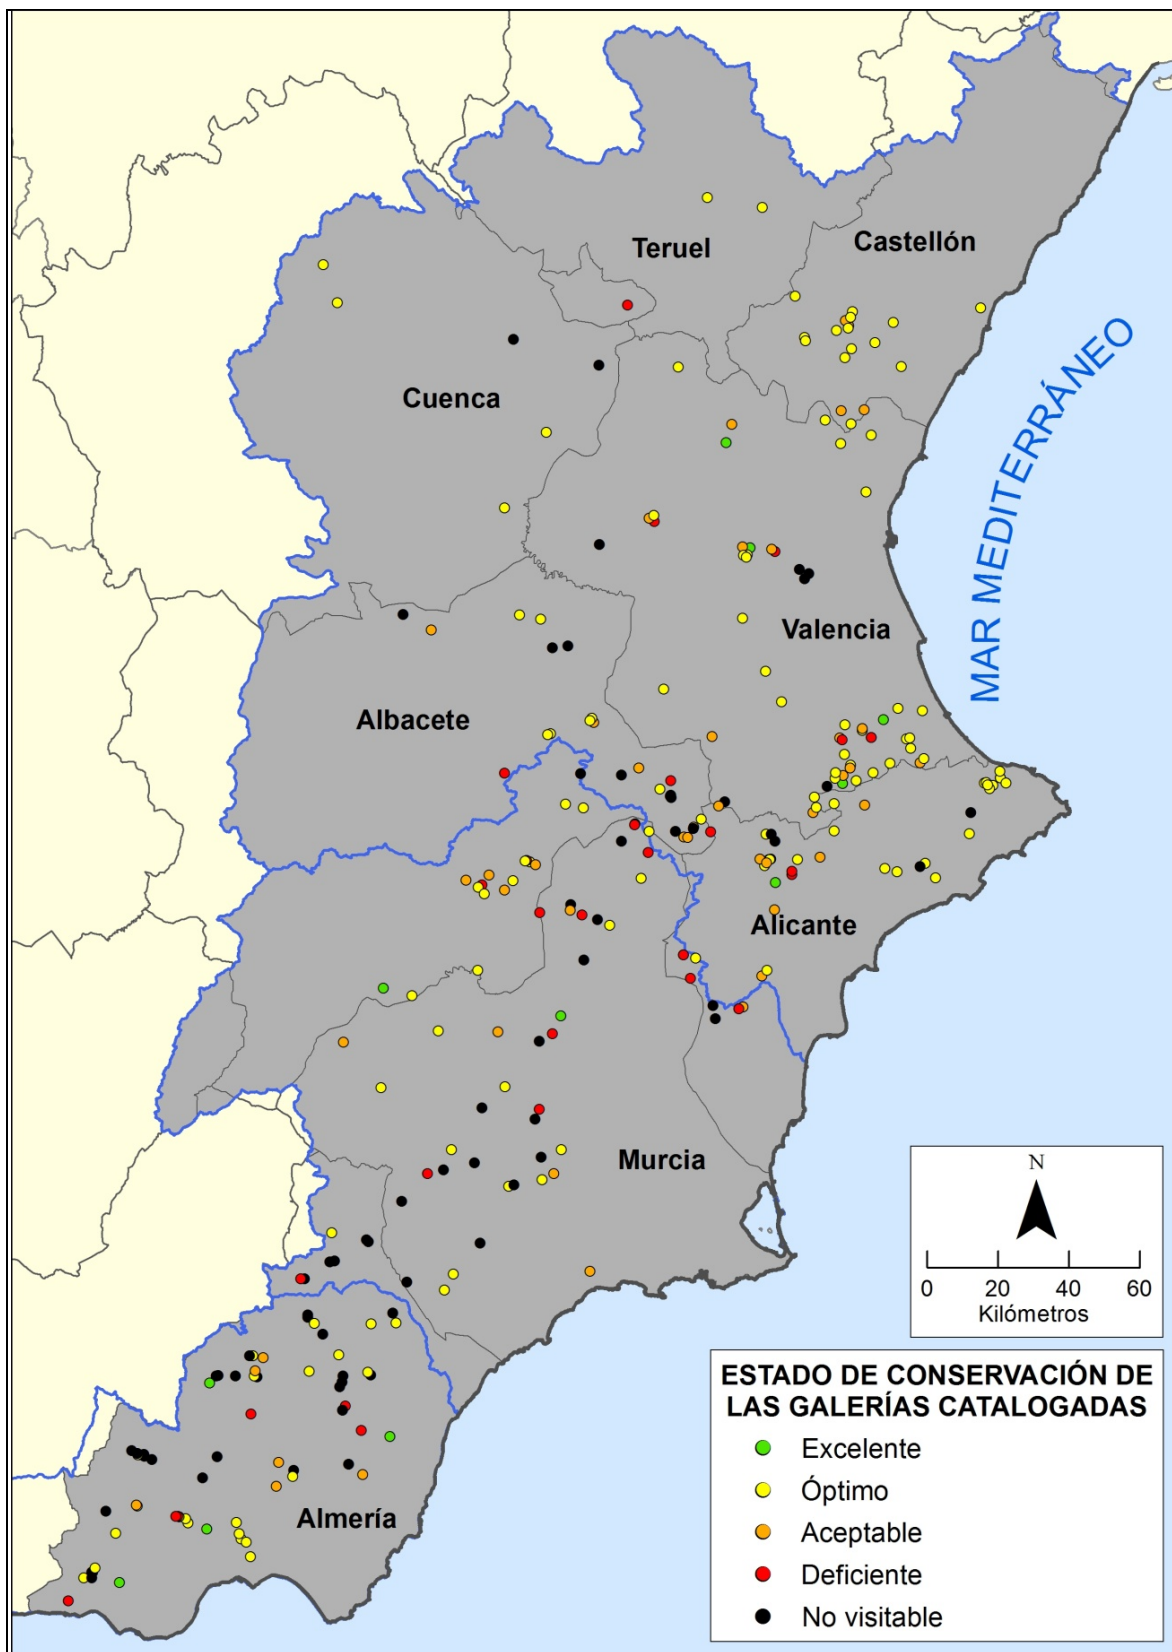 Teruel
Castellón
Cuenca
MAR MEDITERRÁNEO
Valencia
Albacete
Alicante
Murcia
N
0 20 40 60
Kilómetros
Almería
ESTADO DE CONSERVACIÓN DE
LAS GALERÍAS CATALOGADAS
Excelente
Óptimo
Aceptable
Deficiente
No visitable